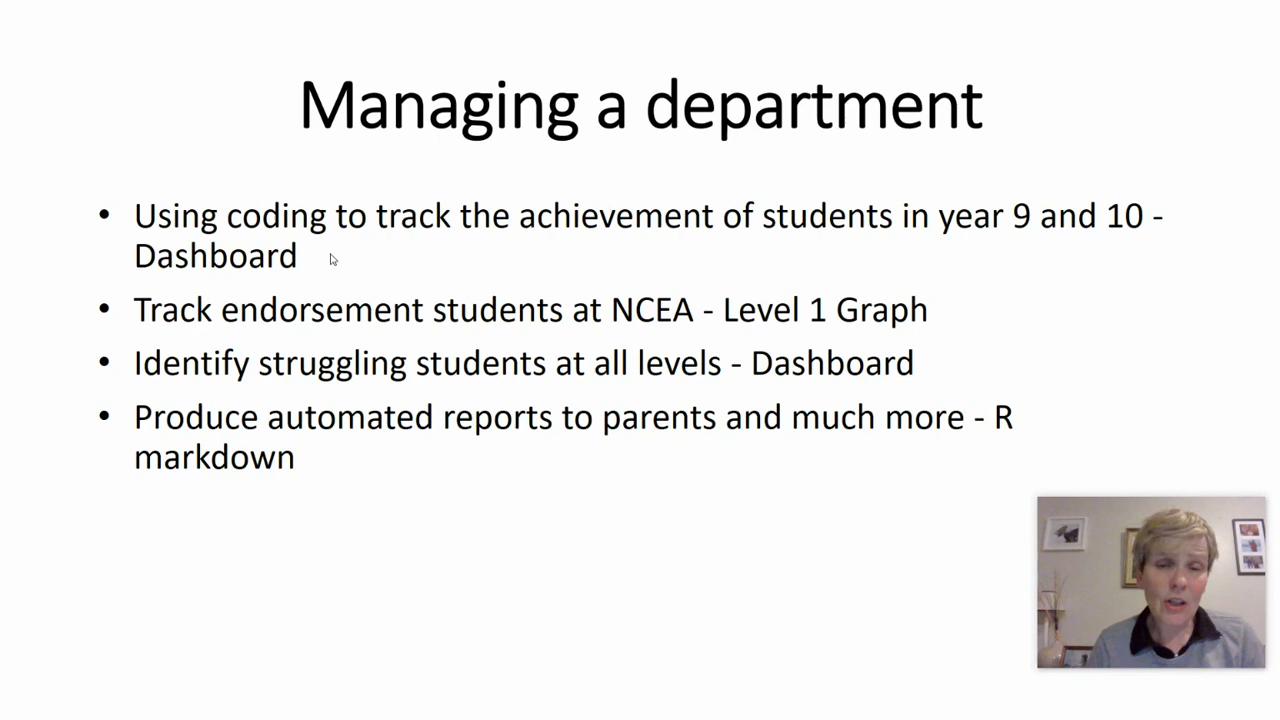 Managing a department
• Using coding to track the achievement of students in year 9 and 10 -
Dashboard
• Track endorsement students at NCEA - Level 1 Graph
• Identify struggling students at all levels - Dashboard
• Produce automated reports to parents and much more - R
markdown